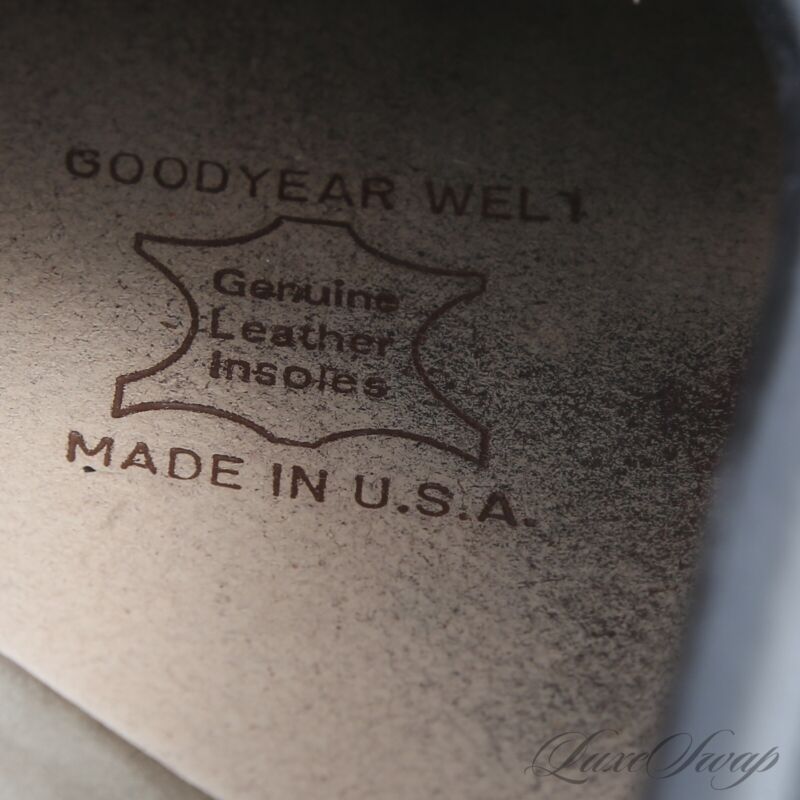 GOODYEAR WELT
Genuine
Leather
Insoles
MADE IN U.S.A.
LuxeSwap